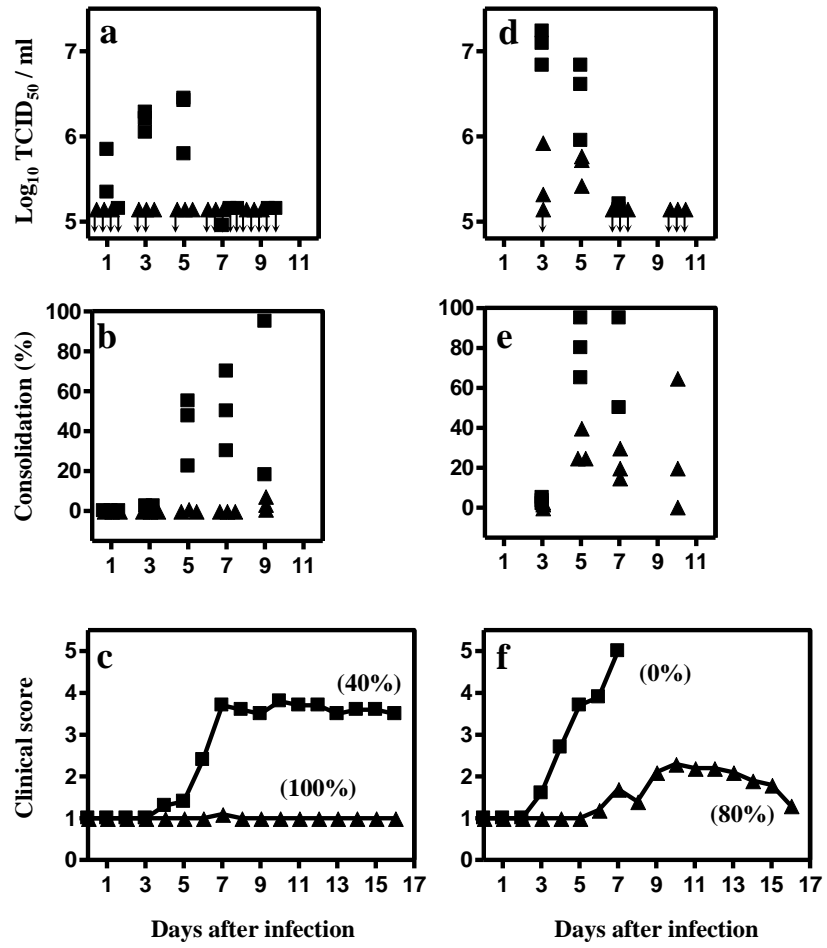 a
7
6
5
Log10 TCID50 / ml
1 3 5 7 9 11
d
7
6
5
1 3 5 7 9 11
b
100
80
60
40
20
0
Consolidation (%)
1 3 5 7 9 11
e
100
80
60
40
20
0
1 3 5 7 9 11
c
5
4
3
2
1
0
Clinical score
(40%)
(100%)
1 3 5 7 9 11 13 15 17
Days after infection
f
5
4
3
2
1
0
(0%)
(80%)
1 3 5 7 9 11 13 15 17
Days after infection